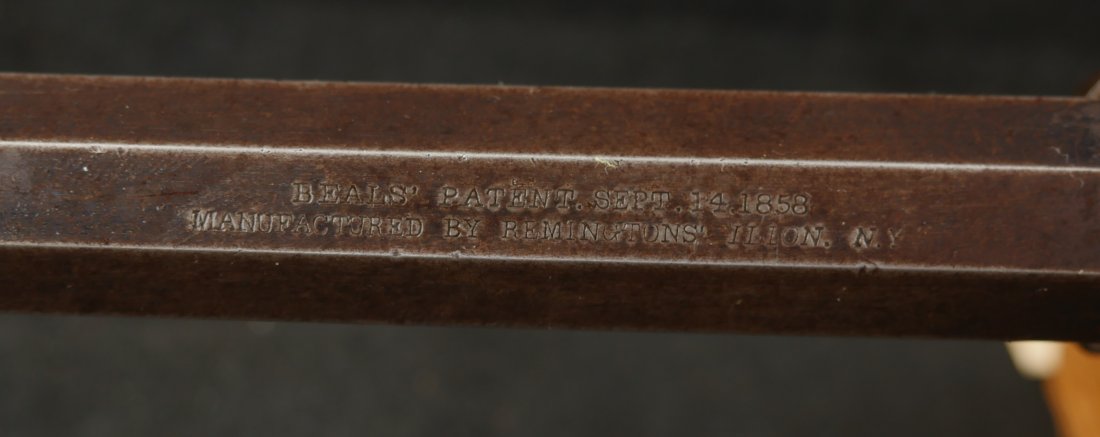 BEALS' PATENT. SEPT. 14. 1858
MANUFACTURED BY REMINGTONS' ILION. N.Y